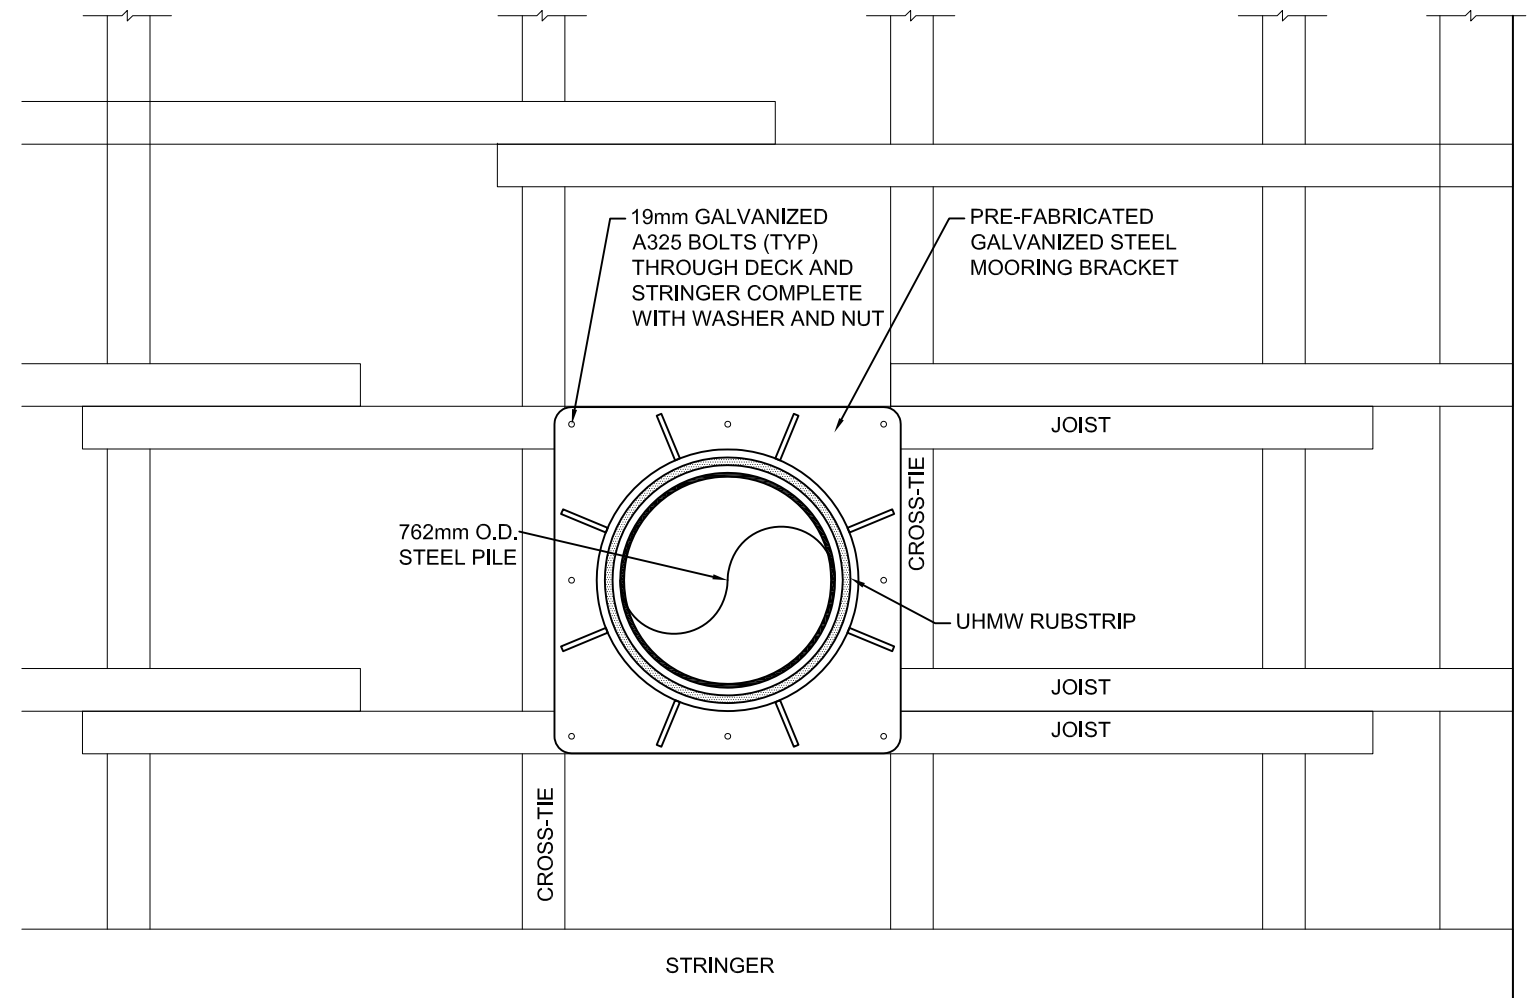 19mm GALVANIZED
A325 BOLTS (TYP)
THROUGH DECK AND
STRINGER COMPLETE
WITH WASHER AND NUT
PRE-FABRICATED
GALVANIZED STEEL
MOORING BRACKET
JOIST
CROSS-TIE
762mm O.D.
STEEL PILE
UHMW RUBSTRIP
JOIST
JOIST
CROSS-TIE
STRINGER